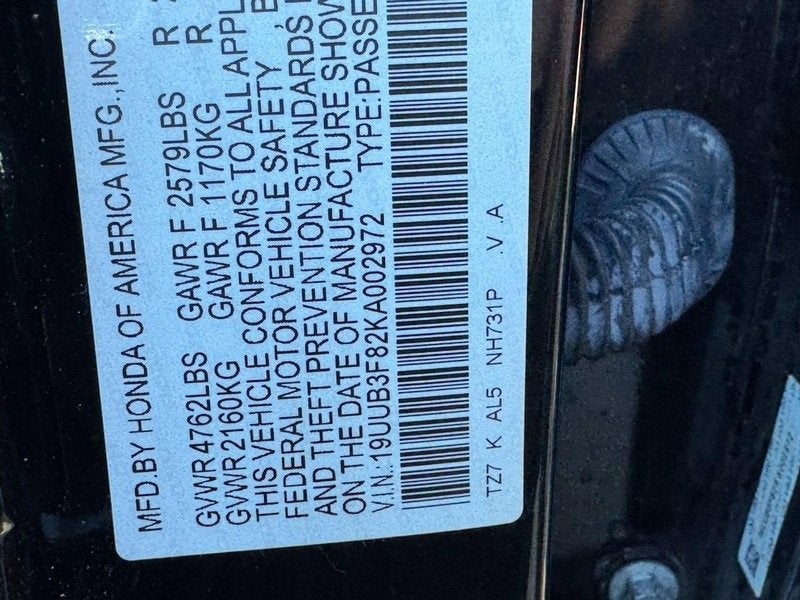 MFD.BY HONDA OF AMERICA MFG.,INC.
GVWR 4762LBS GAWR F 2579LBS R
GVWR 2160KG GAWR F 1170KG R
THIS VEHICLE CONFORMS TO ALL APPL
FEDERAL MOTOR VEHICLE SAFETY , B
AND THEFT PREVENTION STANDARDS
ON THE DATE OF MANUFACTURE SHOW
V.I.N.: 19UUB3F82KA002972 TYPE:PASSE
TZ7 K AL5 NH731P .V .A